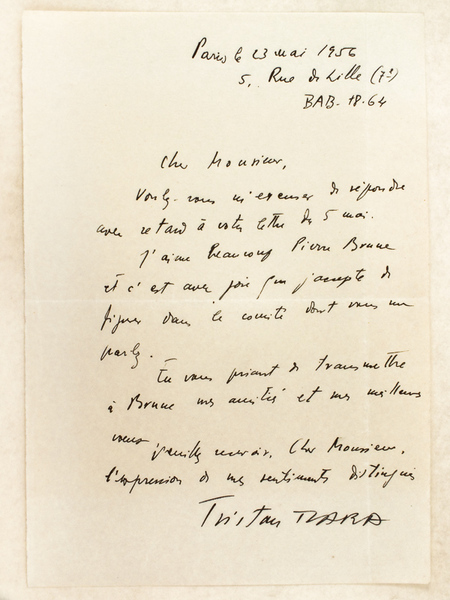 Paris le 23 mai 1956
5, Rue de Lille (7e)
BAB. 18-64
Cher Monsieur,
Voulez-vous m'excuser de répondre
avec retard à votre lettre du 5 mai.
J'aime beaucoup Pierre Brune
et c'est avec joie que j'accepte de
figurer dans le comité dont vous me
parlez.
En vous priant de transmettre
à Brune mes amitiés et mes meilleurs
voeux, veuillez recevoir, Cher Monsieur,
l'expression de mes sentiments distingués
Tristan TZARA